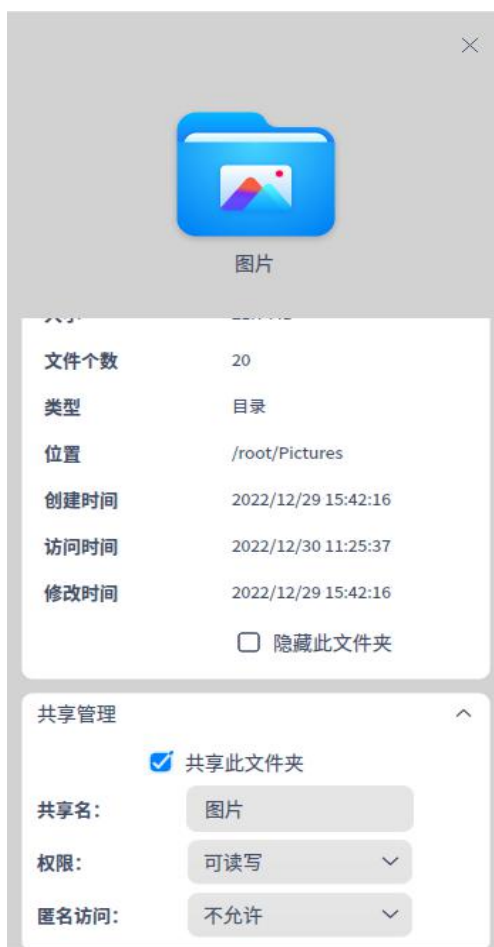 图片
文件个数 20
类型 目录
位置 /root/Pictures
创建时间 2022/12/29 15:42:16
访问时间 2022/12/30 11:25:37
修改时间 2022/12/29 15:42:16
隐藏此文件夹
共享管理
共享此文件夹
共享名： 图片
权限： 可读写
匿名访问： 不允许